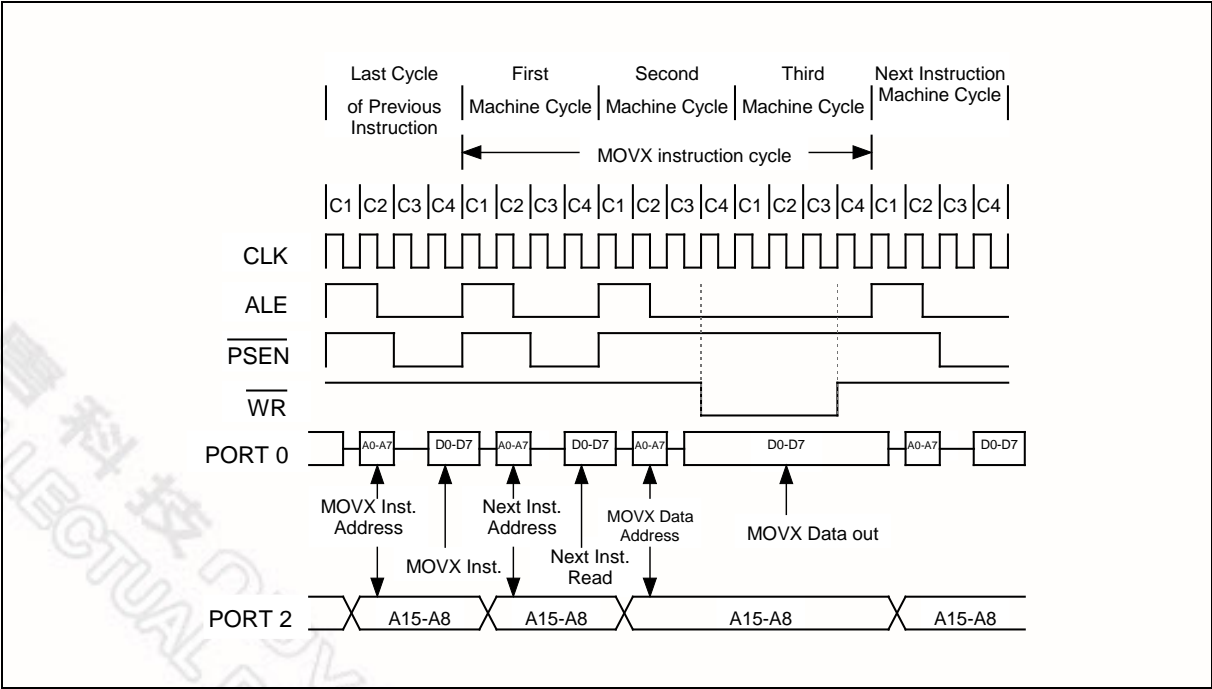 Last Cycle
of Previous
Instruction
First
Machine Cycle
Second
Machine Cycle
Third
Machine Cycle
Next Instruction
Machine Cycle
MOVX instruction cycle
C1 C2 C3 C4 C1 C2 C3 C4 C1 C2 C3 C4 C1 C2 C3 C4 C1 C2 C3 C4
CLK
ALE
PSEN
WR
PORT 0
A0-A7 D0-D7 A0-A7 D0-D7 A0-A7 D0-D7 A0-A7 D0-D7
MOVX Inst.
Address
MOVX Inst.
Next Inst.
Address
Next Inst.
Read
MOVX Data
Address
MOVX Data out
PORT 2
A15-A8 A15-A8 A15-A8 A15-A8